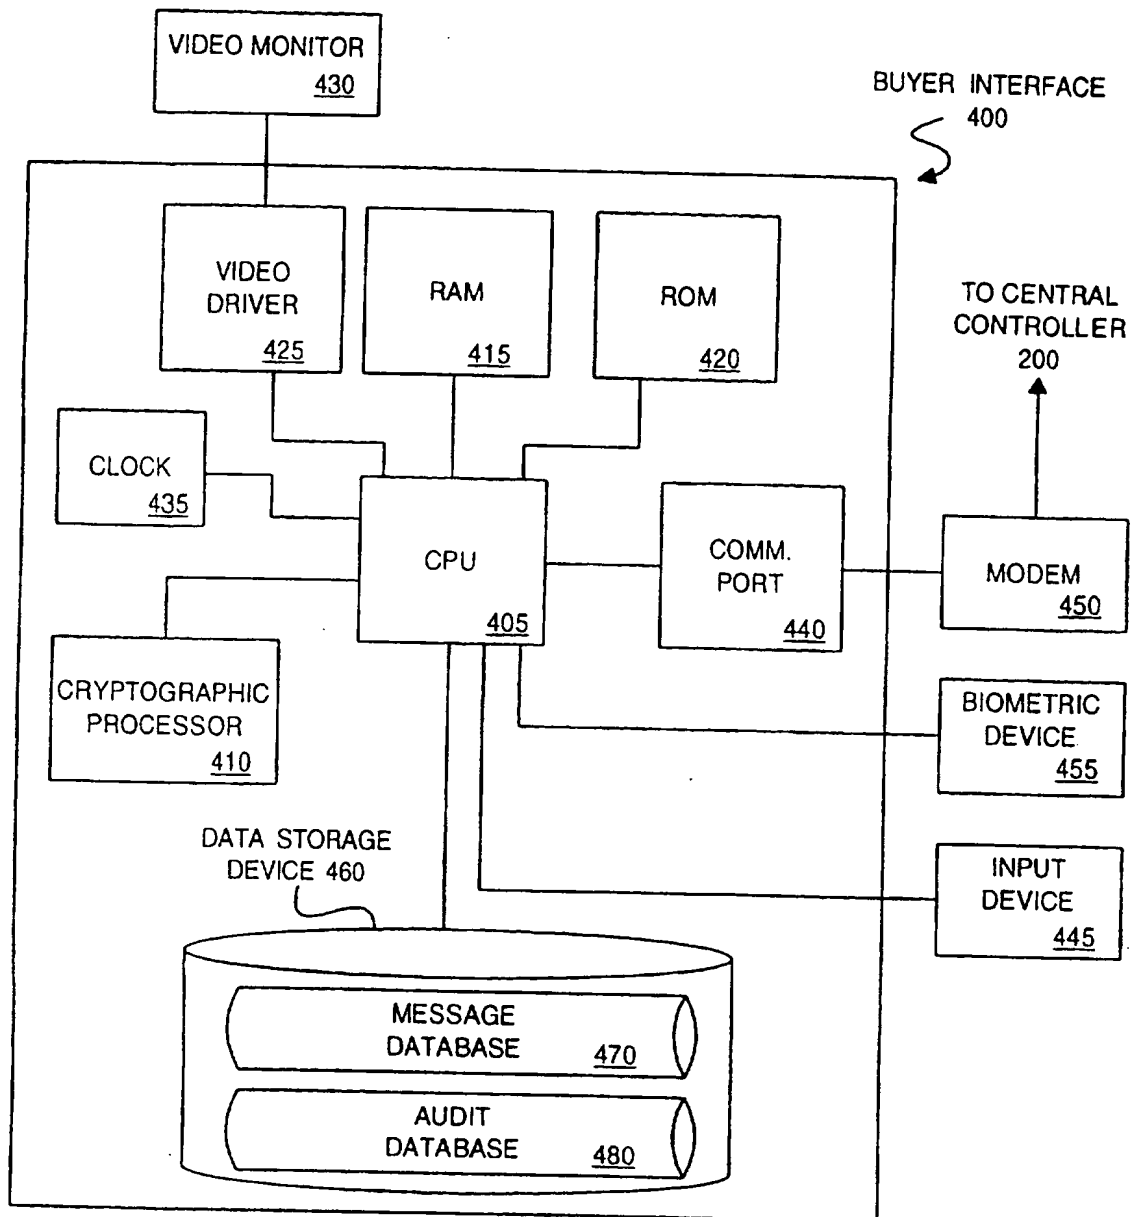 VIDEO MONITOR
430
BUYER INTERFACE
400
VIDEO
DRIVER
425
RAM
415
ROM
420
TO CENTRAL
CONTROLLER
200
CLOCK
435
CPU
405
COMM.
PORT
440
MODEM
450
CRYPTOGRAPHIC
PROCESSOR
410
BIOMETRIC
DEVICE
455
DATA STORAGE
DEVICE 460
INPUT
DEVICE
445
MESSAGE
DATABASE
470
AUDIT
DATABASE
480